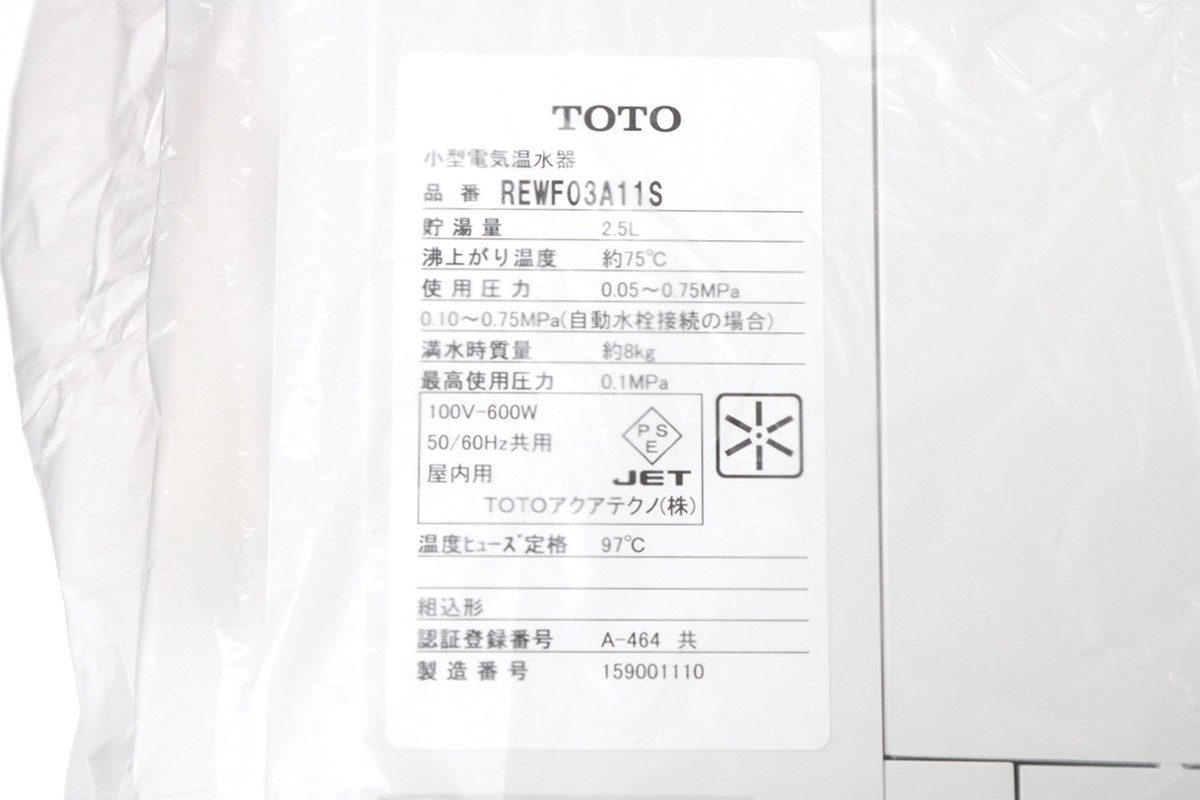 TOTO
小型電気温水器
品番 REWF03A11S
貯湯量 2.5L
沸上がり温度 約75℃
使用圧力 0.05～0.75MPa
0.10～0.75MPa(自動水栓接続の場合)
満水時質量 約8kg
最高使用圧力 0.1MPa
100V-600W
50/60Hz共用
屋内用
PSE
JET
TOTOアクアテクノ(株)
温度ﾋｭｰｽﾞ定格 97℃
組込形
認証登録番号 A-464 共
製造番号 159001110